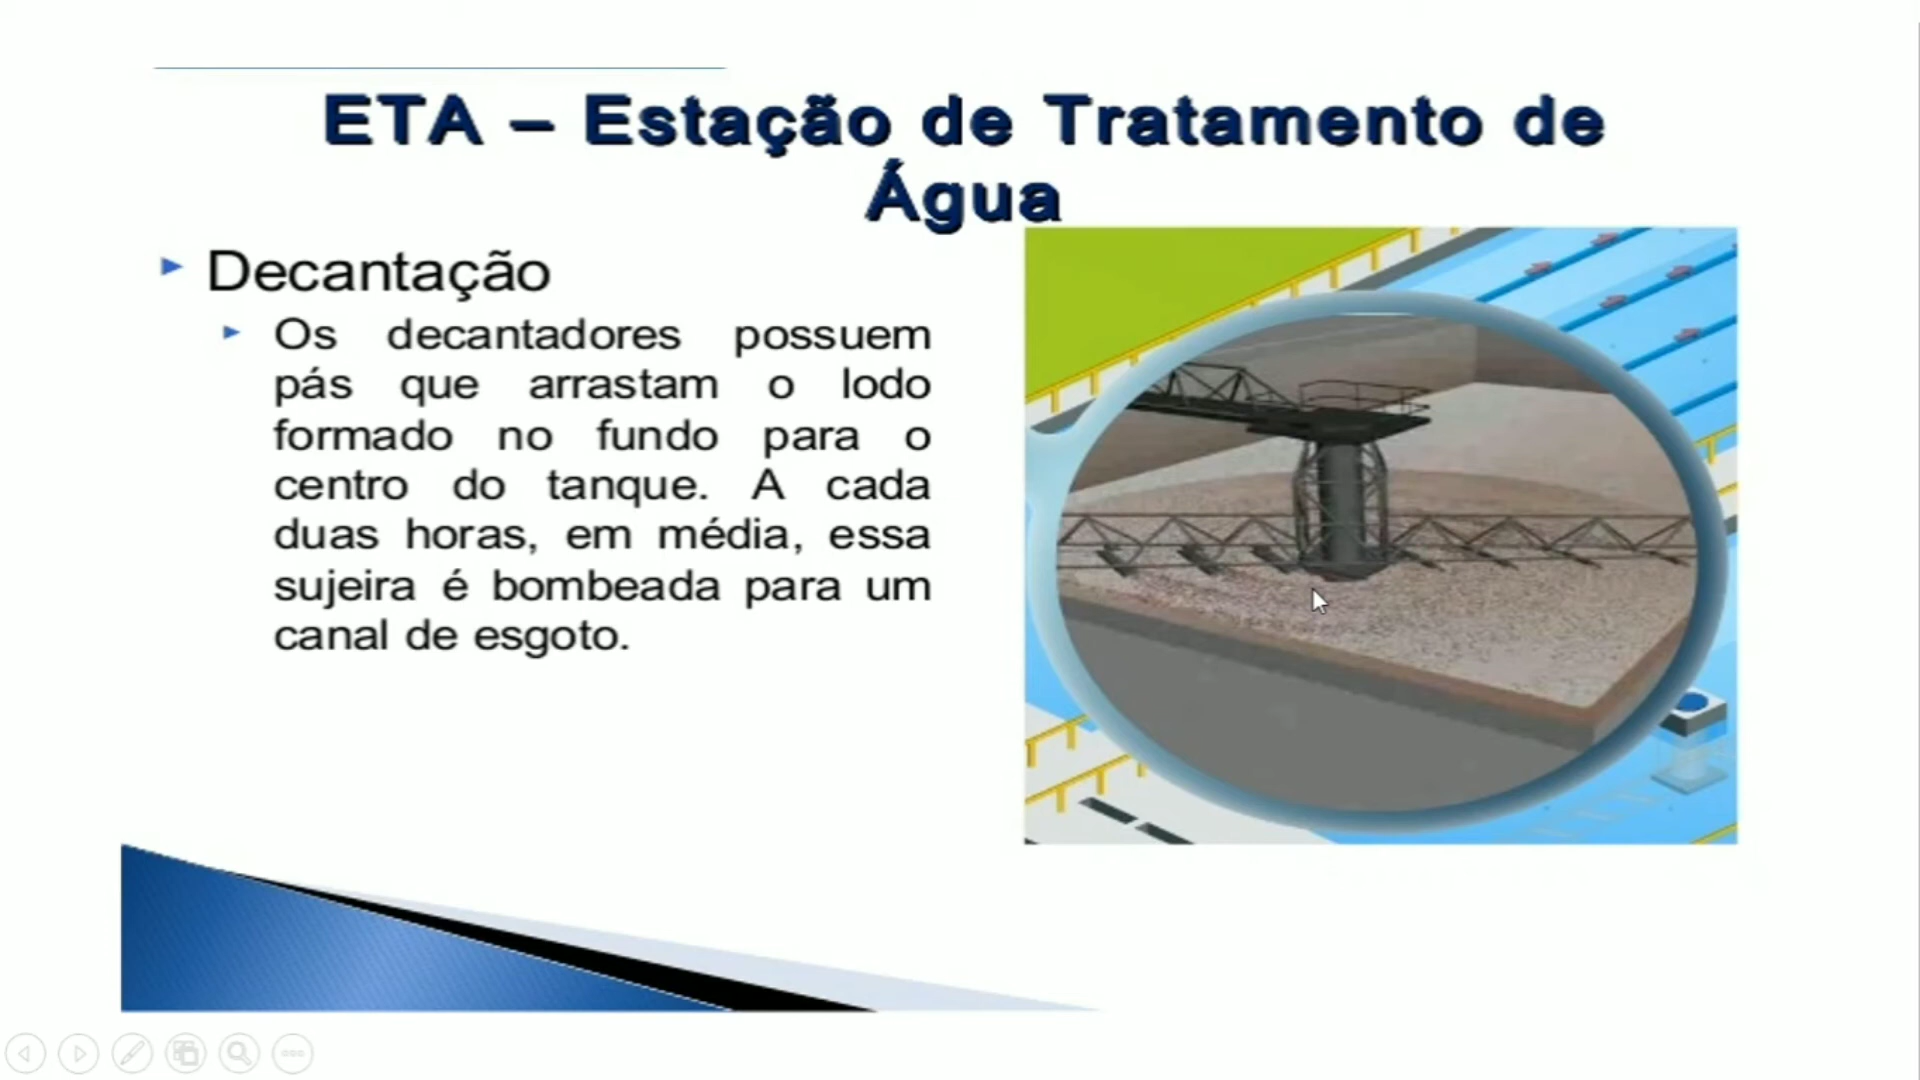 ETA – Estação de Tratamento de
Água
Decantação
Os decantadores possuem
pás que arrastam o lodo
formado no fundo para o
centro do tanque. A cada
duas horas, em média, essa
sujeira é bombeada para um
canal de esgoto.